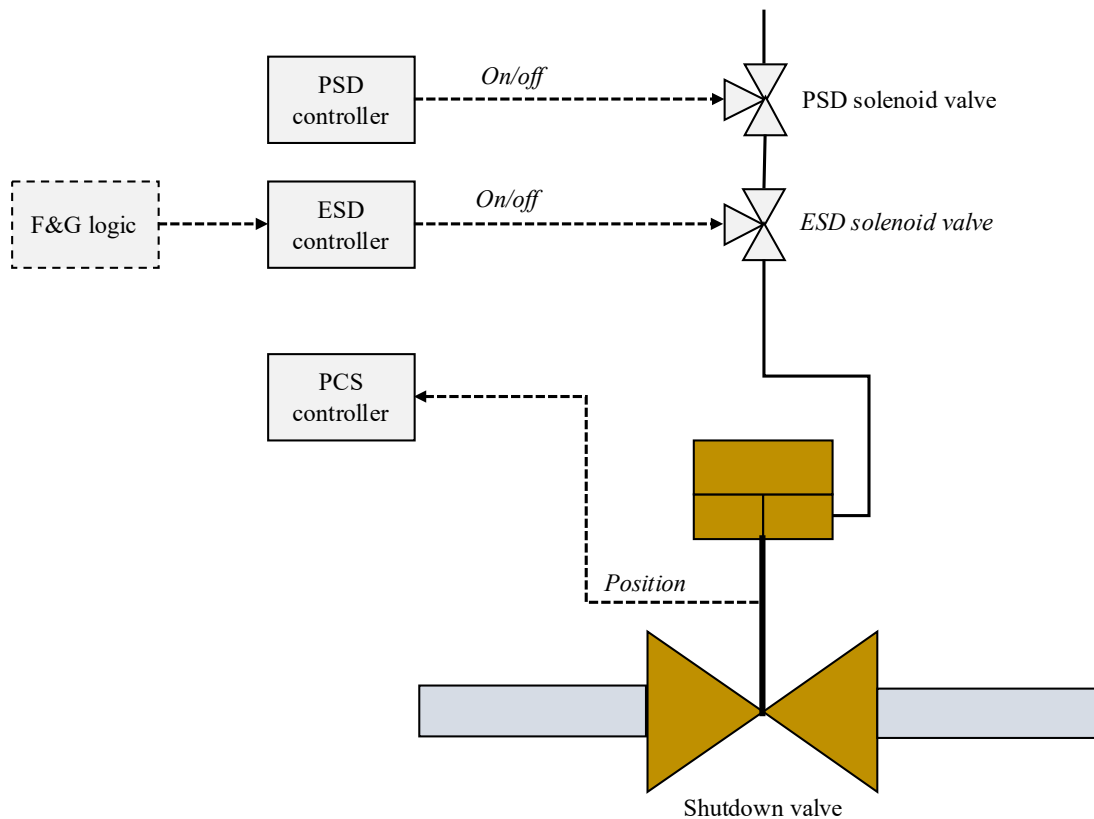 On/off
PSD
controller
PSD solenoid valve
On/off
F&G logic
ESD
controller
ESD solenoid valve
PCS
controller
Position
Shutdown valve